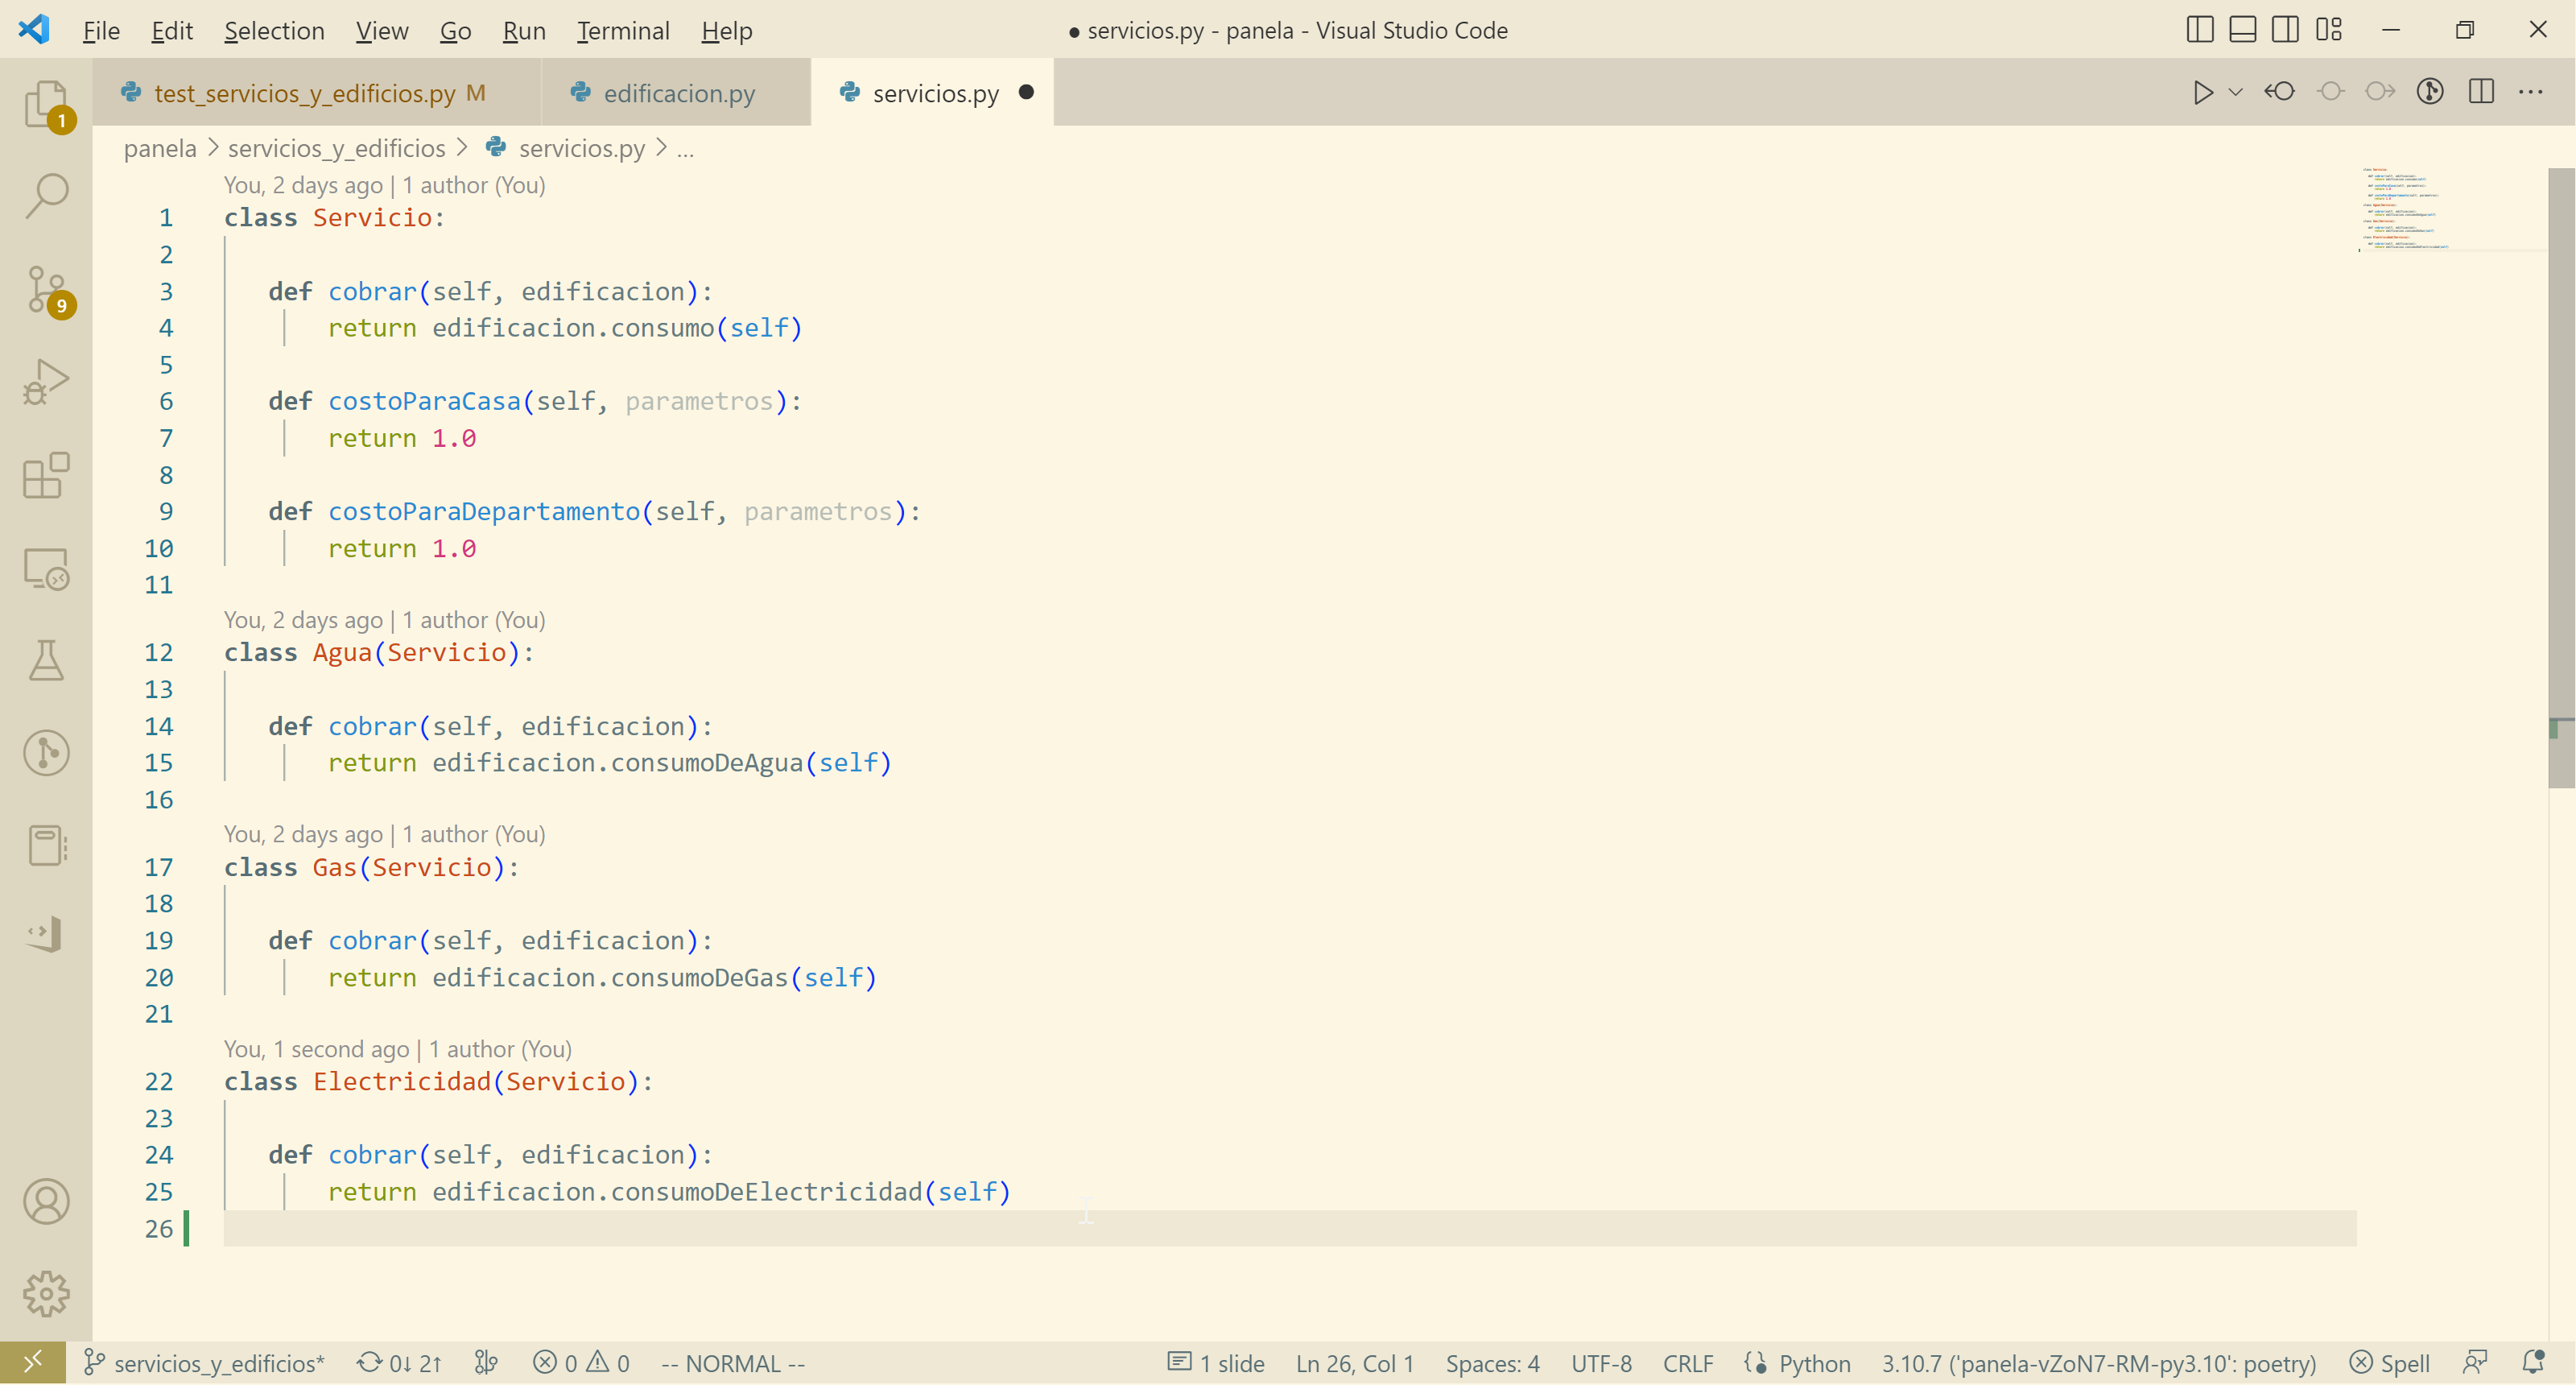 File Edit Selection View Go Run Terminal Help ● servicios.py - panela - Visual Studio Code
test_servicios_y_edificios.py M edificacion.py servicios.py
1
panela > servicios_y_edificios > servicios.py > ...
You, 2 days ago | 1 author (You)
1 class Servicio:
2
3 def cobrar(self, edificacion):
9
4 return edificacion.consumo(self)
5
6 def costoParaCasa(self, parametros):
7 return 1.0
8
9 def costoParaDepartamento(self, parametros):
10 return 1.0
11
You, 2 days ago | 1 author (You)
12 class Agua(Servicio):
13
14 def cobrar(self, edificacion):
15 return edificacion.consumoDeAgua(self)
16
You, 2 days ago | 1 author (You)
17 class Gas(Servicio):
18
19 def cobrar(self, edificacion):
20 return edificacion.consumoDeGas(self)
21
You, 1 second ago | 1 author (You)
22 class Electricidad(Servicio):
23
24 def cobrar(self, edificacion):
25 return edificacion.consumoDeElectricidad(self)
26
servicios_y_edificios* 0↓ 2↑ 0 0 -- NORMAL -- 1 slide Ln 26, Col 1 Spaces: 4 UTF-8 CRLF Python 3.10.7 ('panela-vZoN7-RM-py3.10': poetry) Spell